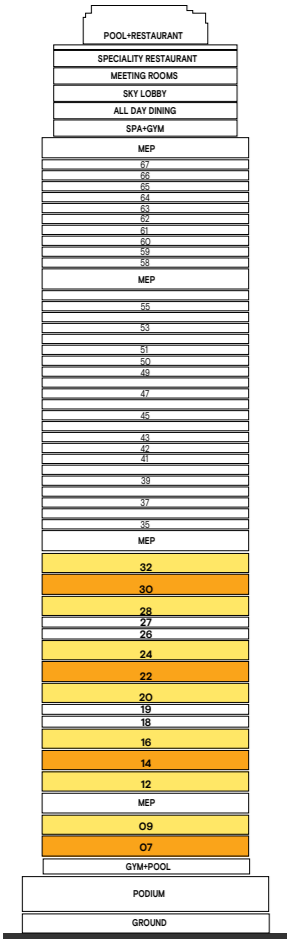 POOL+RESTAURANT
SPECIALITY RESTAURANT
MEETING ROOMS
SKY LOBBY
ALL DAY DINING
SPA+GYM
MEP
67
66
65
64
63
62
61
60
59
58
MEP
55
53
51
50
49
47
45
43
42
41
39
37
35
MEP
32
30
28
27
26
24
22
20
19
18
16
14
12
MEP
09
07
GYM+POOL
PODIUM
GROUND